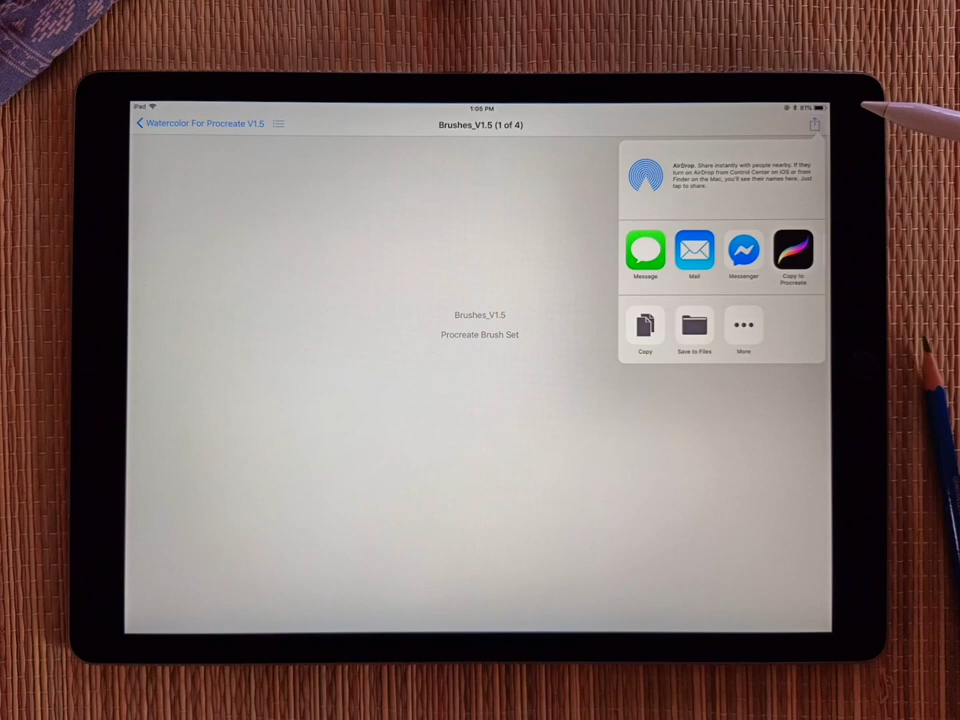 iPad
1:05 PM
87%
Watercolor For Procreate V1.5
Brushes_V1.5 (1 of 4)
AirDrop. Share instantly with people nearby. If they
turn on AirDrop from Control Center on iOS or from
Finder on the Mac, you'll see their names here. Just
tap to share.
Message
Mail
Messenger
Copy to
Procreate
Brushes_V1.5
Procreate Brush Set
Copy
Save to Files
More